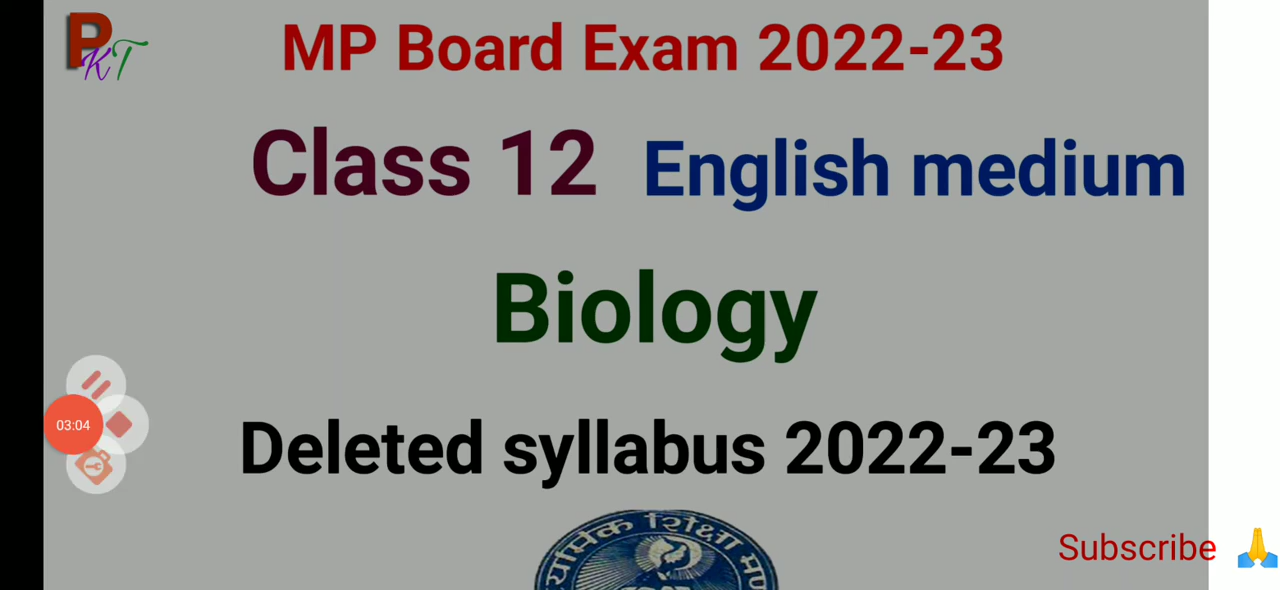 PKT
MP Board Exam 2022-23
Class 12 English medium
Biology
03:04
Deleted syllabus 2022-23
Subscribe 🙏